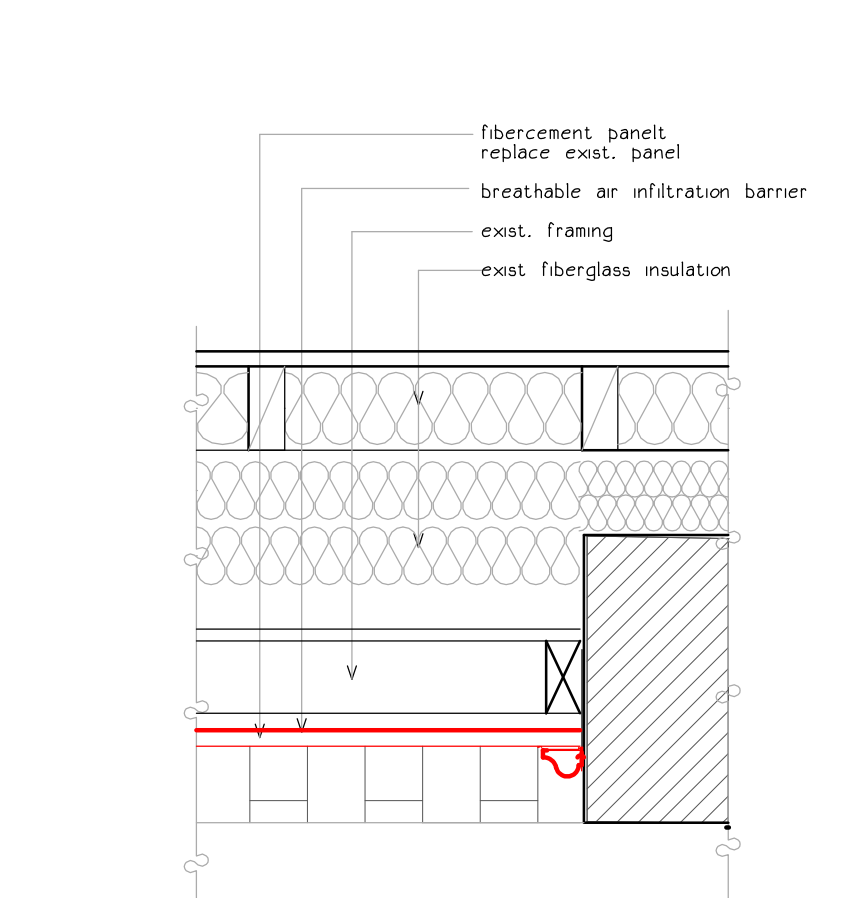 fibercement panelt
replace exist. panel
breathable air infiltration barrier
exist. framing
exist fiberglass insulation